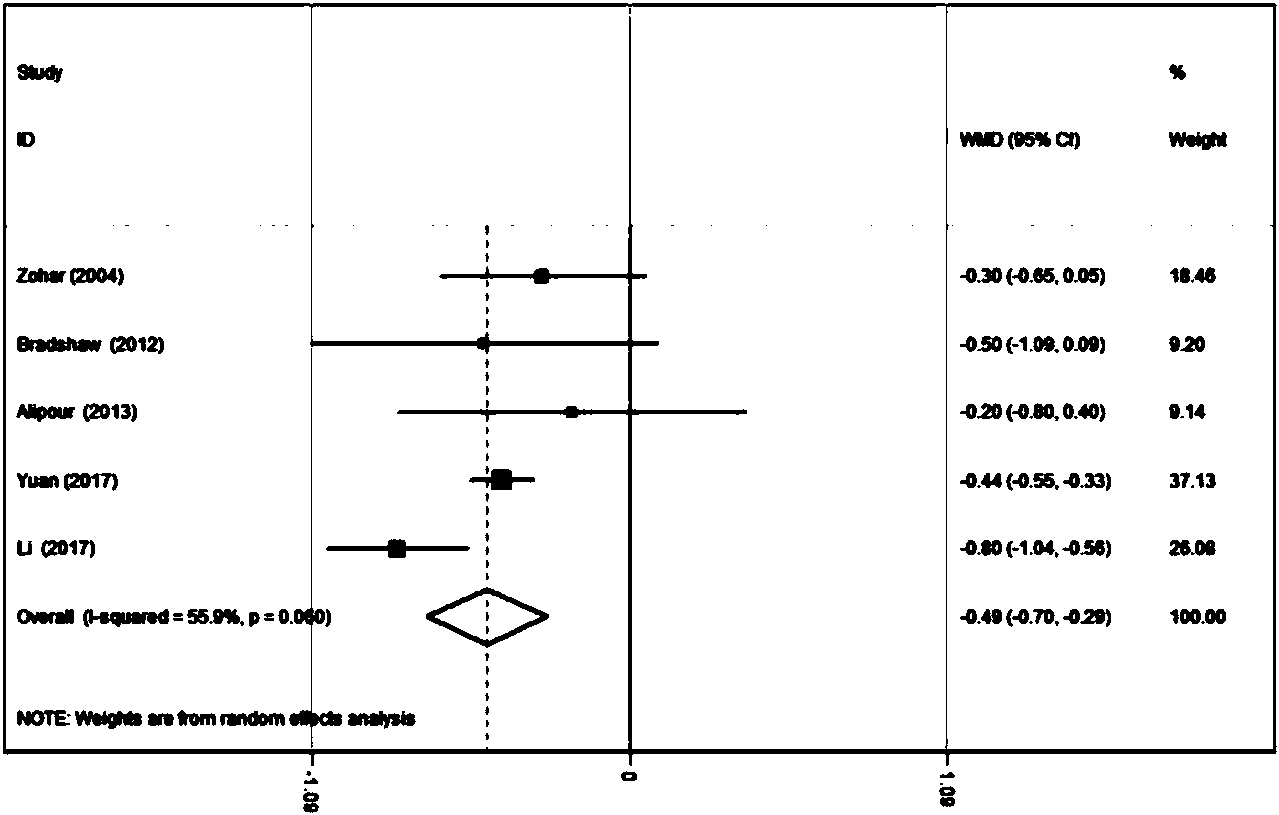 Study %
ID WMD (95% CI) Weight
Zohar (2004) -0.30 (-0.65, 0.05) 18.46
Bradshaw (2012) -0.50 (-1.09, 0.09) 9.20
Alipour (2013) -0.20 (-0.80, 0.40) 9.14
Yuan (2017) -0.44 (-0.55, -0.33) 37.13
Li (2017) -0.80 (-1.04, -0.56) 26.08
Overall (I-squared = 55.9%, p = 0.060) -0.49 (-0.70, -0.29) 100.00
NOTE: Weights are from random effects analysis
-1.09 0 1.09